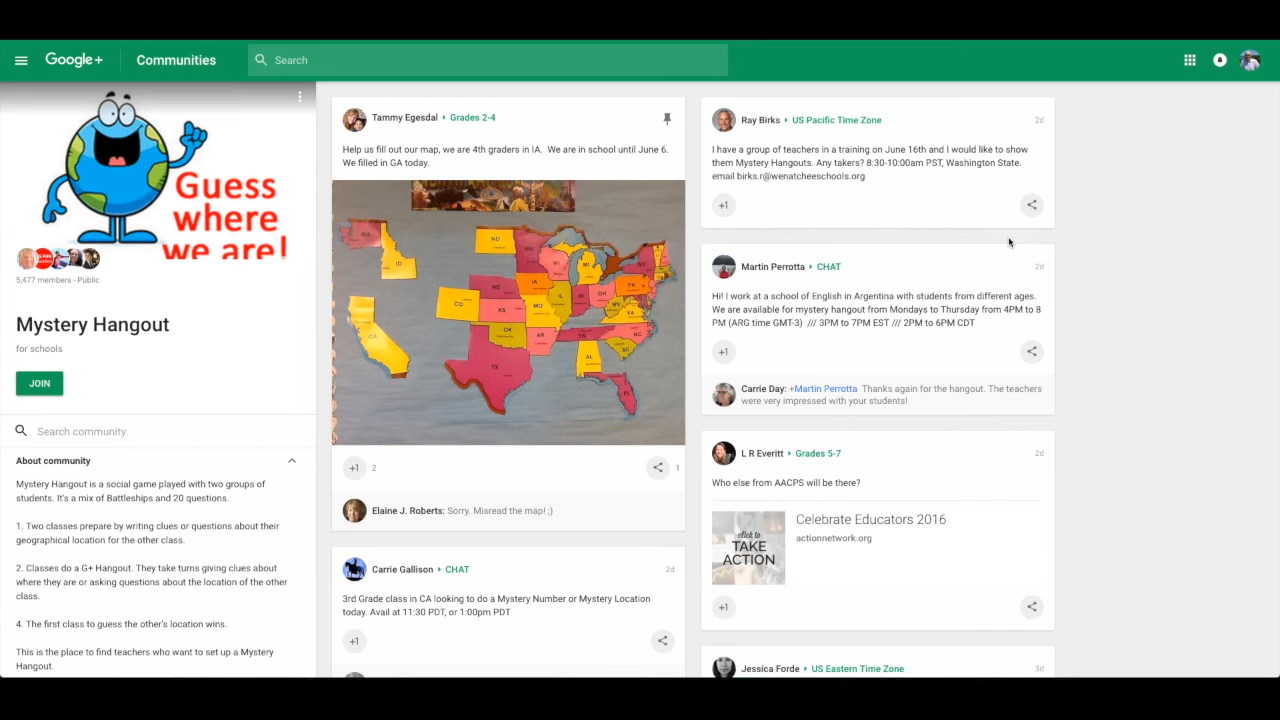 Google+
Communities
Search
Guess
where
we are!
5,477 members - Public
Mystery Hangout
for schools
JOIN
Search community
About community
Mystery Hangout is a social game played with two groups of
students. It's a mix of Battleships and 20 questions.
1. Two classes prepare by writing clues or questions about their
geographical location for the other class.
2. Classes do a G+ Hangout. They take turns giving clues about
where they are or asking questions about the location of the other
class.
4. The first class to guess the other's location wins.
This is the place to find teachers who want to set up a Mystery
Hangout.
Tammy Egesdal Grades 2-4
Help us fill out our map, we are 4th graders in IA. We are in school until June 6.
We filled in GA today.
WA
ID
ND
CA
CO
NE
KS
OK
TX
MN
IA
MO
AR
WI
IL
MI
IN
OH
TN
AL
PA
WV
VA
NC
SC
FL
NY
+1 2
1
Elaine J. Roberts: Sorry. Misread the map! ;)
Carrie Gallison CHAT 2d
3rd Grade class in CA looking to do a Mystery Number or Mystery Location
today. Avail at 11:30 PDT, or 1:00pm PDT
+1
Ray Birks US Pacific Time Zone 2d
I have a group of teachers in a training on June 16th and I would like to show
them Mystery Hangouts. Any takers? 8:30-10:00am PST, Washington State.
email birks.r@wenatcheeschools.org
+1
Martin Perrotta CHAT 2d
Hi! I work at a school of English in Argentina with students from different ages.
We are available for mystery hangout from Mondays to Thursday from 4PM to 8
PM (ARG time GMT-3) /// 3PM to 7PM EST /// 2PM to 6PM CDT
+1
Carrie Day: +Martin Perrotta Thanks again for the hangout. The teachers
were very impressed with your students!
L R Everitt Grades 5-7 2d
Who else from AACPS will be there?
click to
TAKE
ACTION
Celebrate Educators 2016
actionnetwork.org
+1
Jessica Forde US Eastern Time Zone 3d